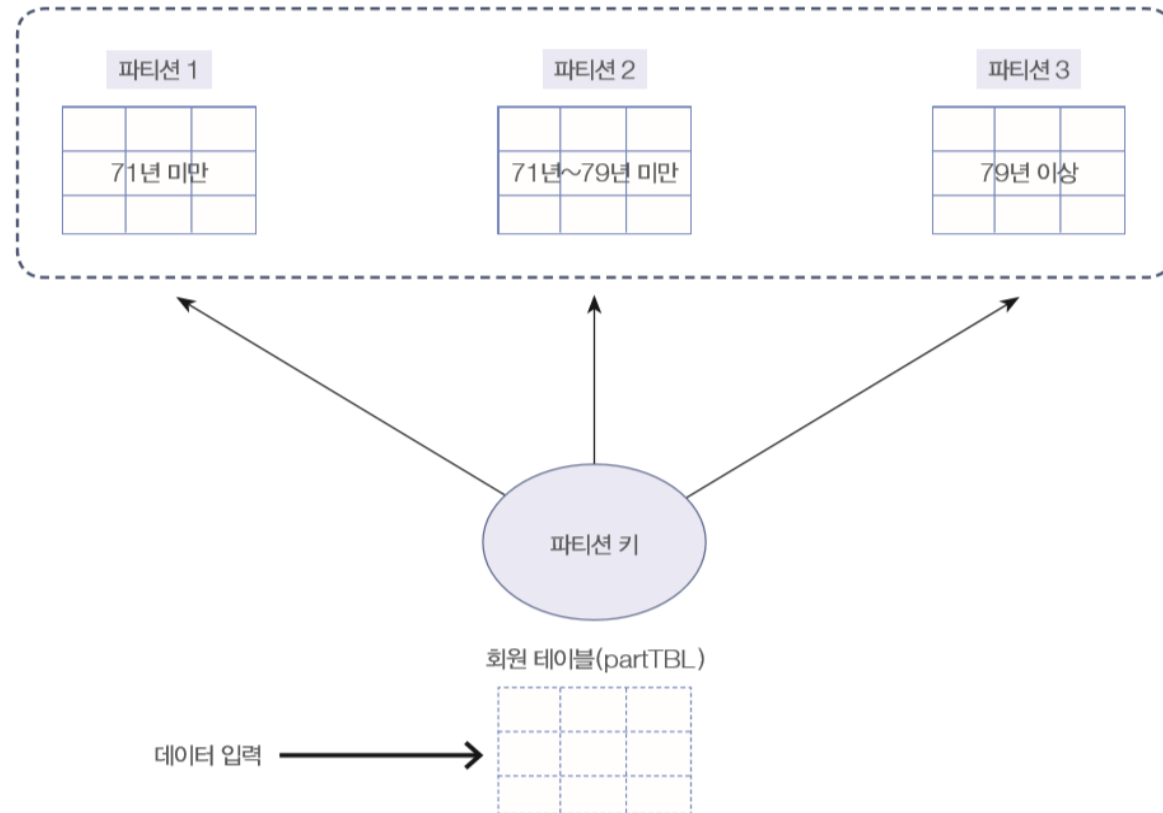 파티션 1
파티션 2
파티션 3
71년 미만
71년~79년 미만
79년 이상
파티션 키
회원 테이블(partTBL)
데이터 입력